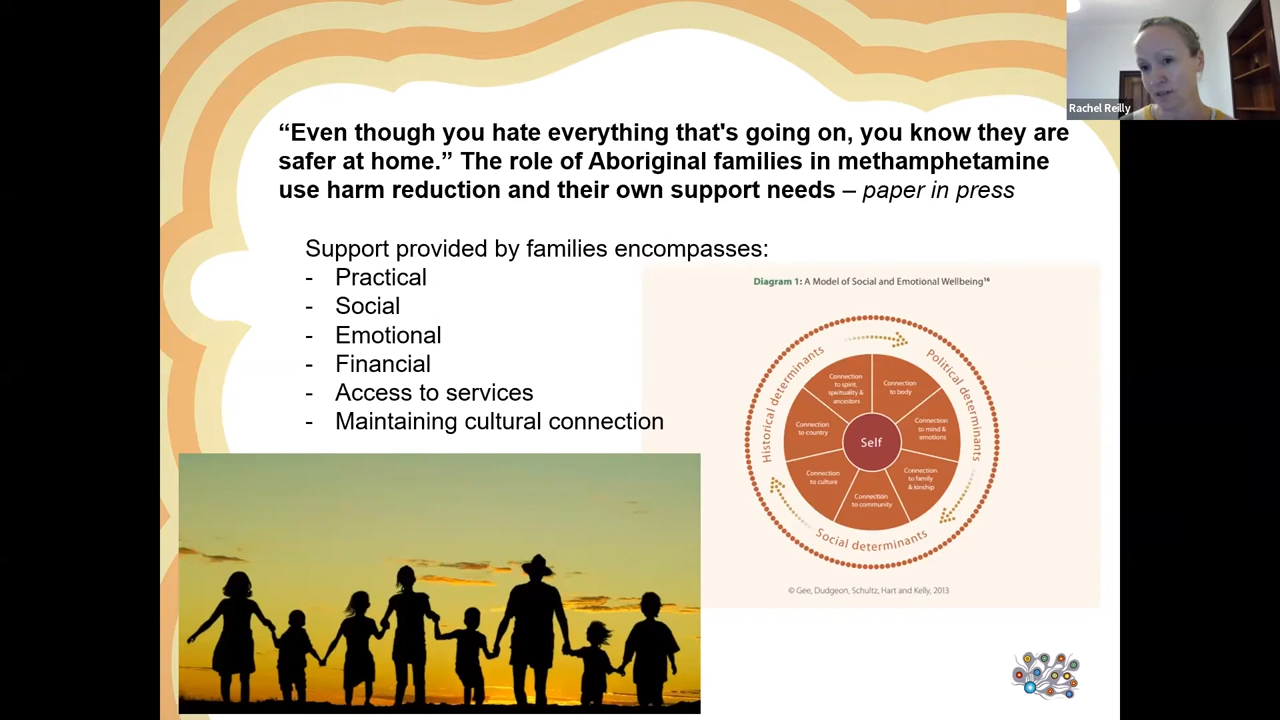 Rachel Reilly
“Even though you hate everything that's going on, you know they are
safer at home.” The role of Aboriginal families in methamphetamine
use harm reduction and their own support needs – paper in press
Support provided by families encompasses:
- Practical
- Social
- Emotional
- Financial
- Access to services
- Maintaining cultural connection
Diagram 1: A Model of Social and Emotional Wellbeing¹⁶
Historical determinants
Political determinants
Social determinants
Connection
to spirit,
spirituality &
ancestors
Connection
to body
Connection
to mind &
emotions
Connection
to family
& kinship
Connection
to community
Connection
to culture
Connection
to country
Self
© Gee, Dudgeon, Schultz, Hart and Kelly, 2013